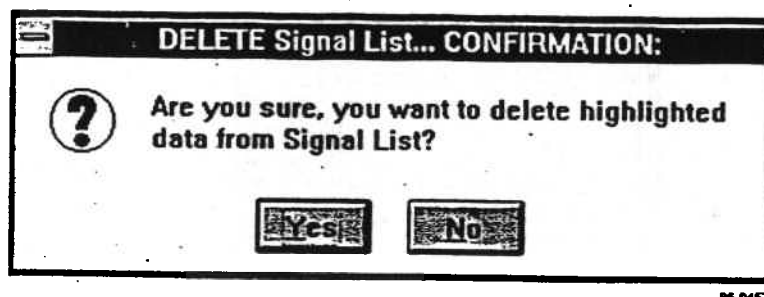 DELETE Signal List... CONFIRMATION:
Are you sure, you want to delete highlighted
data from Signal List?
Yes
No